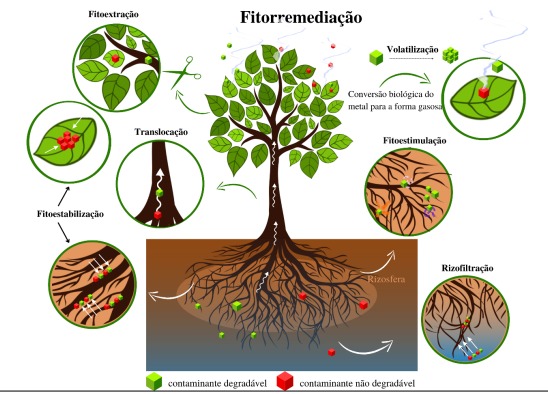 Fitorremediação
Fitoextração
Volatilização
Conversão biológica do
metal para a forma gasosa
Translocação
Fitoestimulação
Fitoestabilização
Rizosfera
Rizofiltração
contaminante degradável
contaminante não degradável